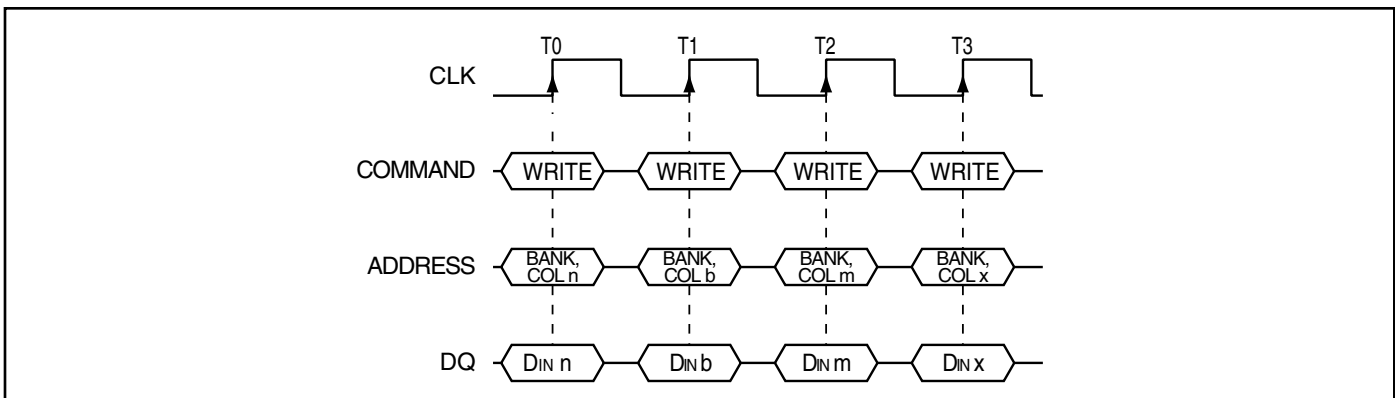 T0 T1 T2 T3
CLK
COMMAND WRITE WRITE WRITE WRITE
ADDRESS BANK, COL n BANK, COL b BANK, COL m BANK, COL x
DQ DIN n DIN b DIN m DIN x